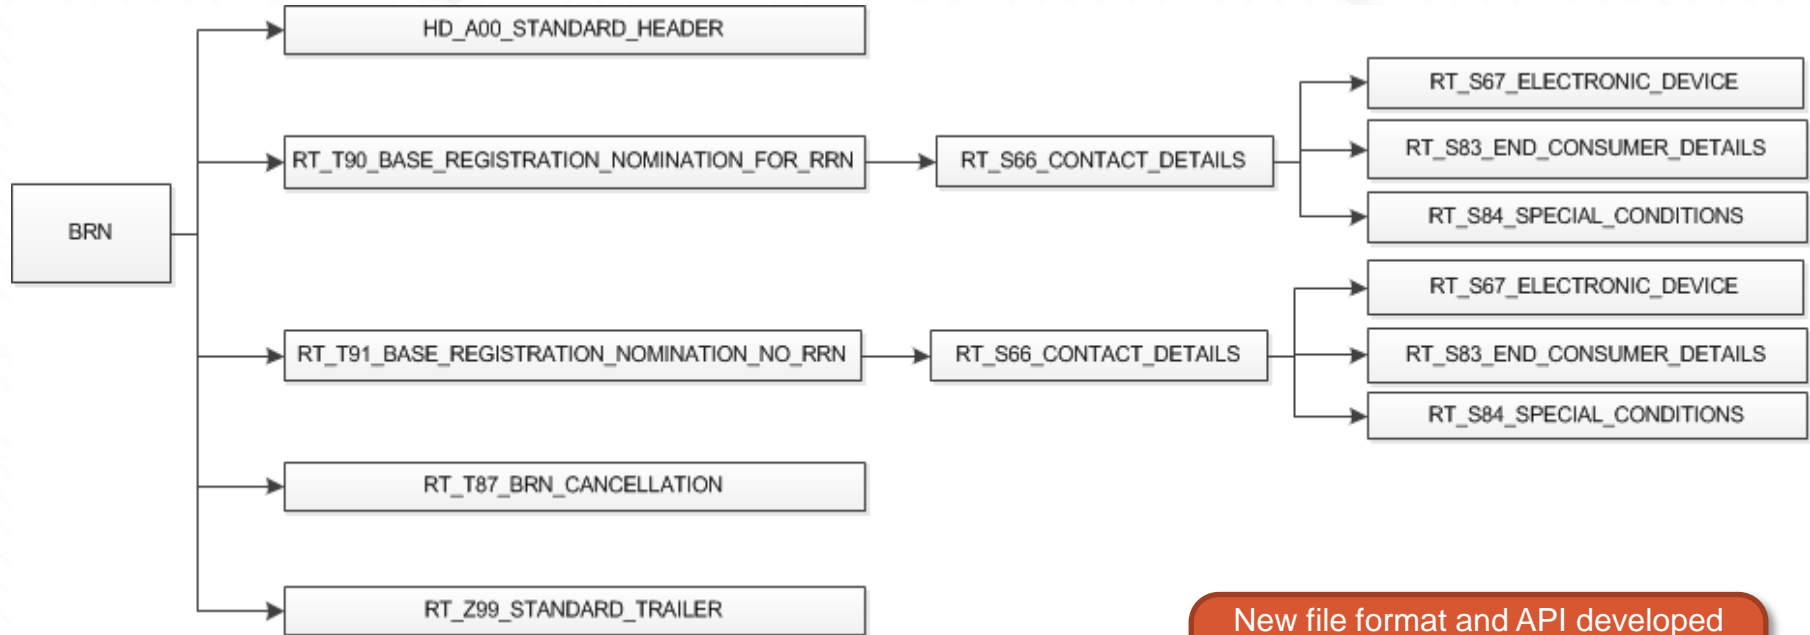 HD_A00_STANDARD_HEADER
RT_S67_ELECTRONIC_DEVICE
RT_T90_BASE_REGISTRATION_NOMINATION_FOR_RRN
RT_S66_CONTACT_DETAILS
RT_S83_END_CONSUMER_DETAILS
RT_S84_SPECIAL_CONDITIONS
BRN
RT_S67_ELECTRONIC_DEVICE
RT_T91_BASE_REGISTRATION_NOMINATION_NO_RRN
RT_S66_CONTACT_DETAILS
RT_S83_END_CONSUMER_DETAILS
RT_S84_SPECIAL_CONDITIONS
RT_T87_BRN_CANCELLATION
RT_Z99_STANDARD_TRAILER
New file format and API developed